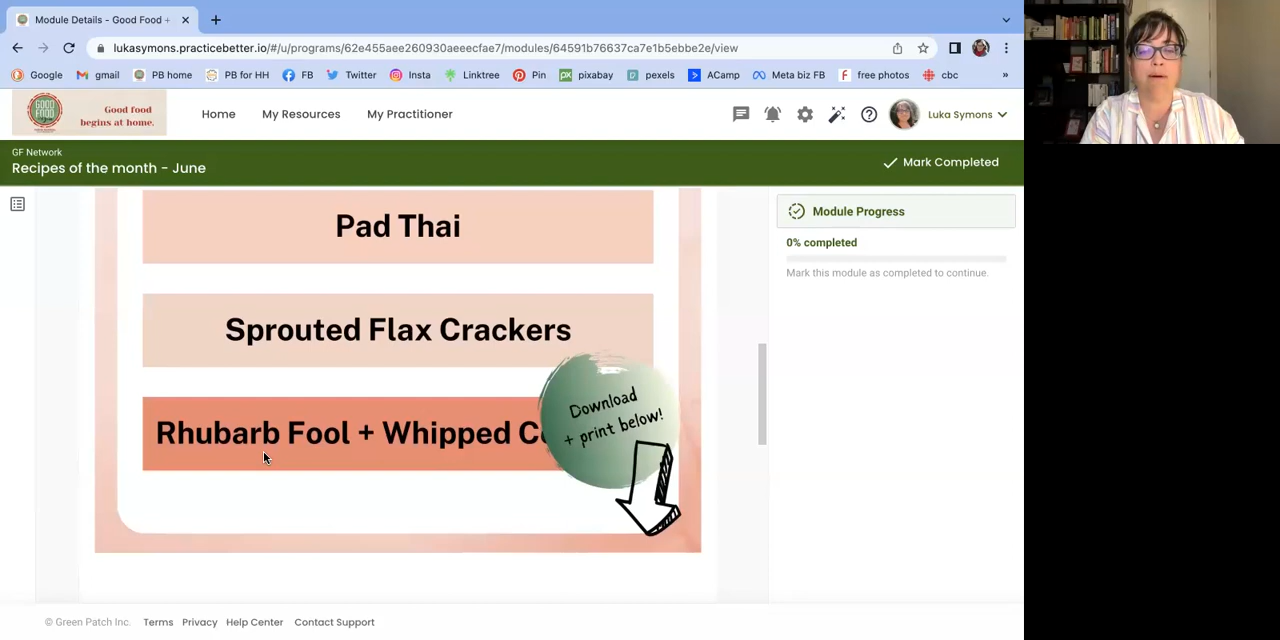 Module Details - Good Food +
lukasymons.practicebetter.io/#/u/programs/62e455aee260930aeeecfae7/modules/64591b76637ca7e1b5ebbe2e/view
Google gmail PB home PB for HH FB Twitter Insta Linktree Pin pixabay pexels ACamp Meta biz FB free photos cbc »
GOOD FOOD
Good food
begins at home.
Home My Resources My Practitioner Luka Symons
GF Network
Recipes of the month - June
Mark Completed
Pad Thai
Sprouted Flax Crackers
Rhubarb Fool + Whipped
Download
+ print below!
Module Progress
0% completed
Mark this module as completed to continue.
© Green Patch Inc. Terms Privacy Help Center Contact Support